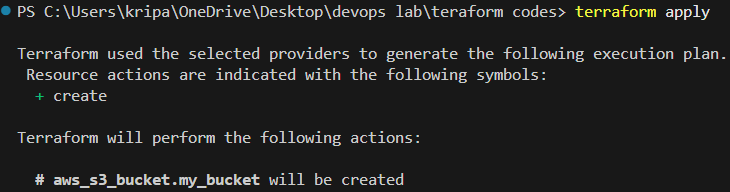 PS C:\Users\kripa\OneDrive\Desktop\devops lab\teraform codes> terraform apply
Terraform used the selected providers to generate the following execution plan.
Resource actions are indicated with the following symbols:
+ create
Terraform will perform the following actions:
# aws_s3_bucket.my_bucket will be created